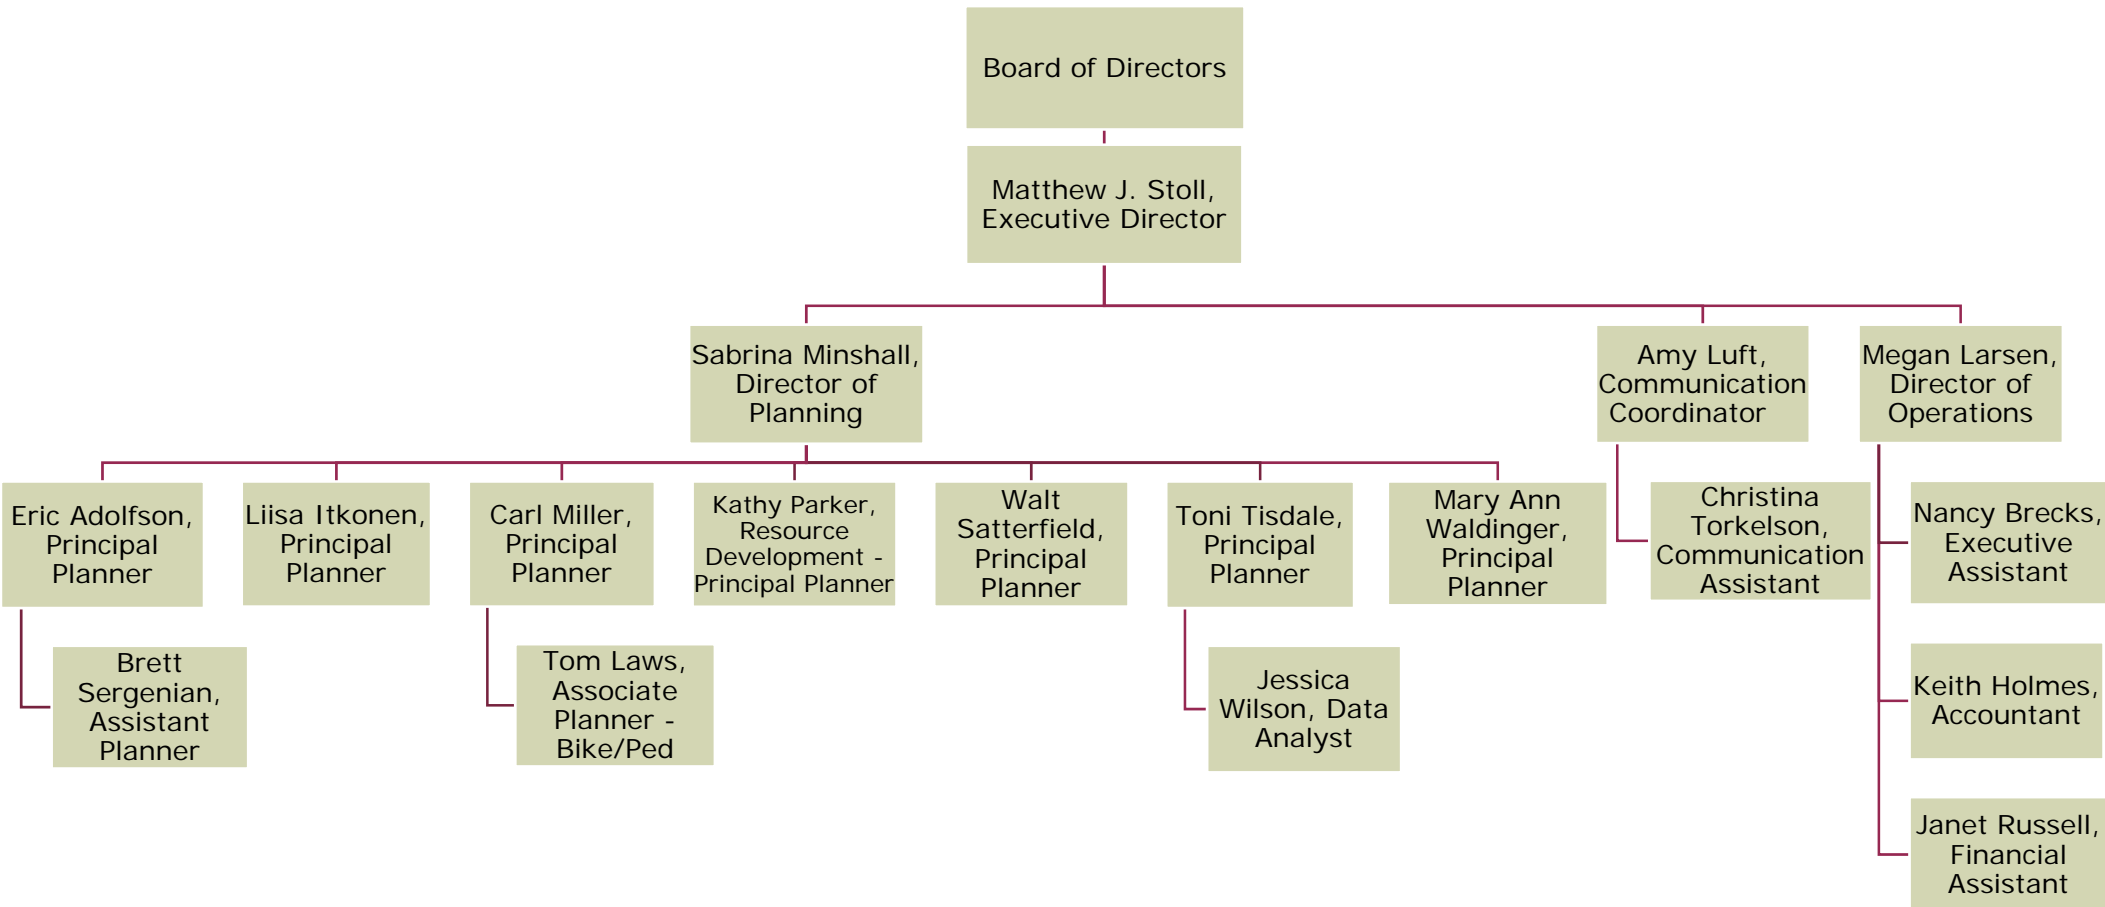 Board of Directors
Matthew J. Stoll,
Executive Director
Sabrina Minshall,
Director of
Planning
Amy Luft,
Communication
Coordinator
Megan Larsen,
Director of
Operations
Eric Adolfson,
Principal
Planner
Liisa Itkonen,
Principal
Planner
Carl Miller,
Principal
Planner
Kathy Parker,
Resource
Development -
Principal Planner
Walt
Satterfield,
Principal
Planner
Toni Tisdale,
Principal
Planner
Mary Ann
Waldinger,
Principal
Planner
Christina
Torkelson,
Communication
Assistant
Nancy Brecks,
Executive
Assistant
Brett
Sergenian,
Assistant
Planner
Tom Laws,
Associate
Planner -
Bike/Ped
Jessica
Wilson, Data
Analyst
Keith Holmes,
Accountant
Janet Russell,
Financial
Assistant